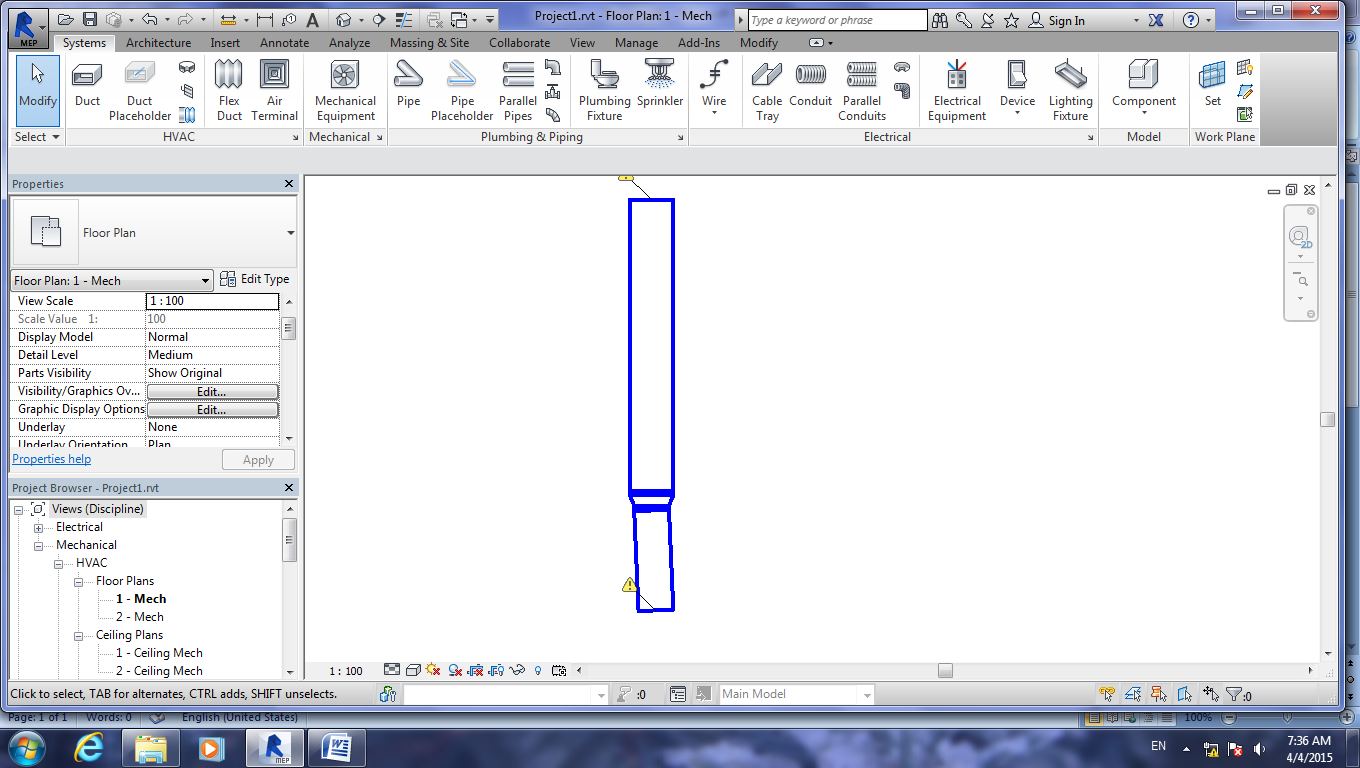 Project1.rvt - Floor Plan: 1 - Mech
Type a keyword or phrase
Sign In
MEP
Systems Architecture Insert Annotate Analyze Massing & Site Collaborate View Manage Add-Ins Modify
Modify
Duct
Duct Placeholder
Flex Duct
Air Terminal
Mechanical Equipment
Pipe
Pipe Placeholder
Parallel Pipes
Plumbing Fixture
Sprinkler
Wire
Cable Tray
Conduit
Parallel Conduits
Electrical Equipment
Device
Lighting Fixture
Component
Set
Select HVAC Mechanical Plumbing & Piping Electrical Model Work Plane
Properties
Floor Plan
Floor Plan: 1 - Mech Edit Type
View Scale 1 : 100
Scale Value 1: 100
Display Model Normal
Detail Level Medium
Parts Visibility Show Original
Visibility/Graphics Ov... Edit...
Graphic Display Options Edit...
Underlay None
Underlay Orientation Plan
Properties help Apply
Project Browser - Project1.rvt
Views (Discipline)
Electrical
Mechanical
HVAC
Floor Plans
1 - Mech
2 - Mech
Ceiling Plans
1 - Ceiling Mech
2 - Ceiling Mech
2D
1 : 100
Click to select, TAB for alternates, CTRL adds, SHIFT unselects.
:0
Main Model
:0
Page: 1 of 1 Words: 0 English (United States) 100%
MEP
EN
7:36 AM
4/4/2015